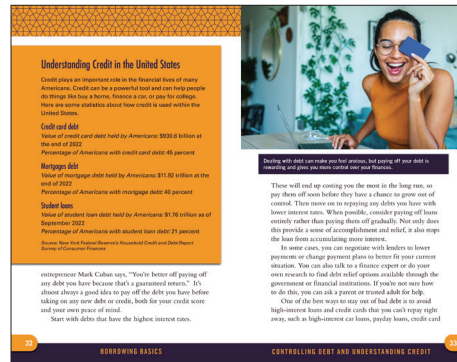 Understanding Credit in the United States
Credit plays an important role in the financial lives of many
Americans. Credit can be a powerful tool and can help people
do things like buy a home, finance a car, or pay for college.
Here are some statistics about how credit is used within the
United States.
Credit card debt
Value of credit card debt held by Americans: $930.6 trillion at
the end of 2022
Percentage of Americans with credit card debt: 45 percent
Mortgages debt
Value of mortgage debt held by Americans: $11.92 trillion at the
end of 2022
Percentage of Americans with mortgage debt: 40 percent
Student loans
Value of student loan debt held by Americans: $1.76 trillion as of
September 2022
Percentage of Americans with student loan debt: 21 percent
Source: New York Federal Reserve's Household Credit and Debt Report
Survey of Consumer Finances
entrepreneur Mark Cuban says, "You're better off paying off
any debt you have because that's a guaranteed return." It's
almost always a good idea to pay off the debt you have before
taking on any new debt or credit, both for your credit score
and your own peace of mind.
Start with debts that have the highest interest rates.
33
BORROWING BASICS
Dealing with debt can make you feel anxious, but paying off your debt is
rewarding and gives you more control over your finances.
These will end up costing you the most in the long run, so
pay them off soon before they have a chance to grow out of
control. Then move on to repaying any debts you have with
lower interest rates. When possible, consider paying off loans
entirely rather than paying them off gradually. Not only does
this provide a sense of accomplishment and relief, it also stops
the loan from accumulating more interest.
In some cases, you can negotiate with lenders to lower
payments or change payment plans to better fit your current
situation. You can also talk to a finance expert or do your
own research to find debt relief options available through the
government or financial institutions. If you're not sure how
to do this, you can ask a parent or trusted adult for help.
One of the best ways to stay out of bad debt is to avoid
high-interest loans and credit cards that you can't repay right
away, such as high-interest car loans, payday loans, credit card
CONTROLLING DEBT AND UNDERSTANDING CREDIT
33